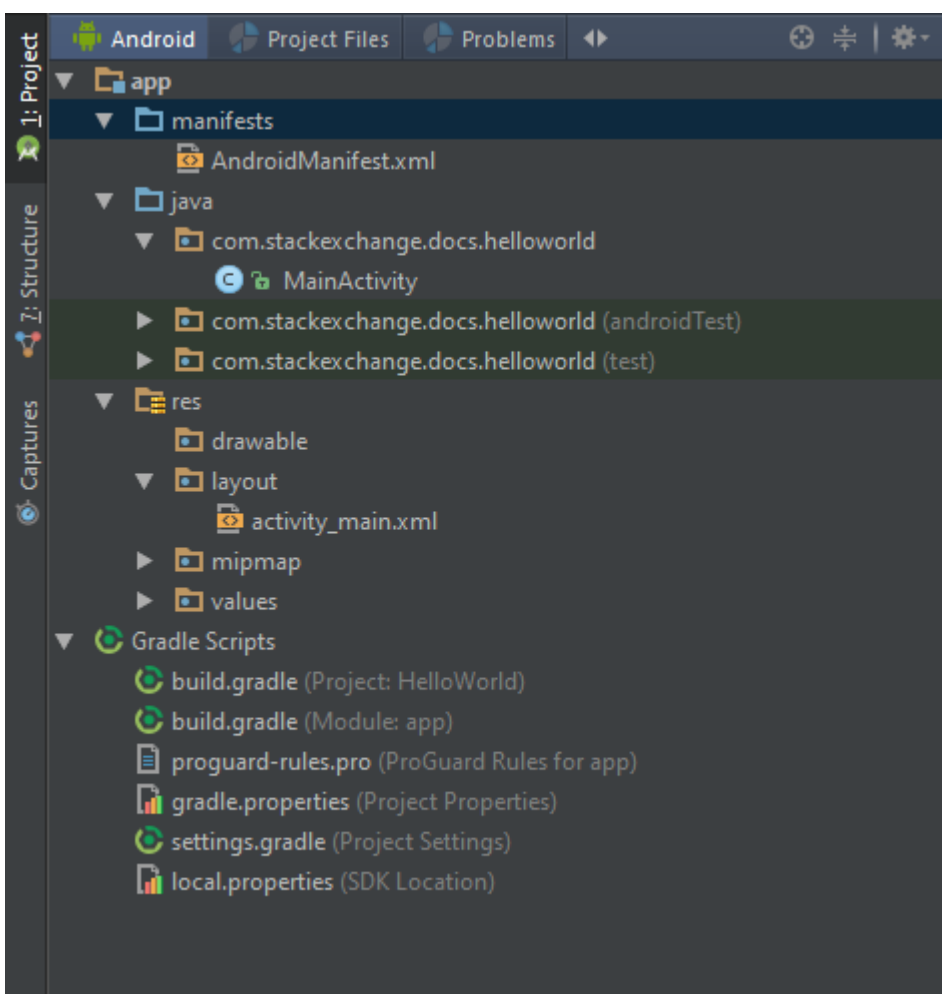 1: Project
7: Structure
Captures
Android Project Files Problems
app
manifests
AndroidManifest.xml
java
com.stackexchange.docs.helloworld
C MainActivity
com.stackexchange.docs.helloworld (androidTest)
com.stackexchange.docs.helloworld (test)
res
drawable
layout
activity_main.xml
mipmap
values
Gradle Scripts
build.gradle (Project: HelloWorld)
build.gradle (Module: app)
proguard-rules.pro (ProGuard Rules for app)
gradle.properties (Project Properties)
settings.gradle (Project Settings)
local.properties (SDK Location)